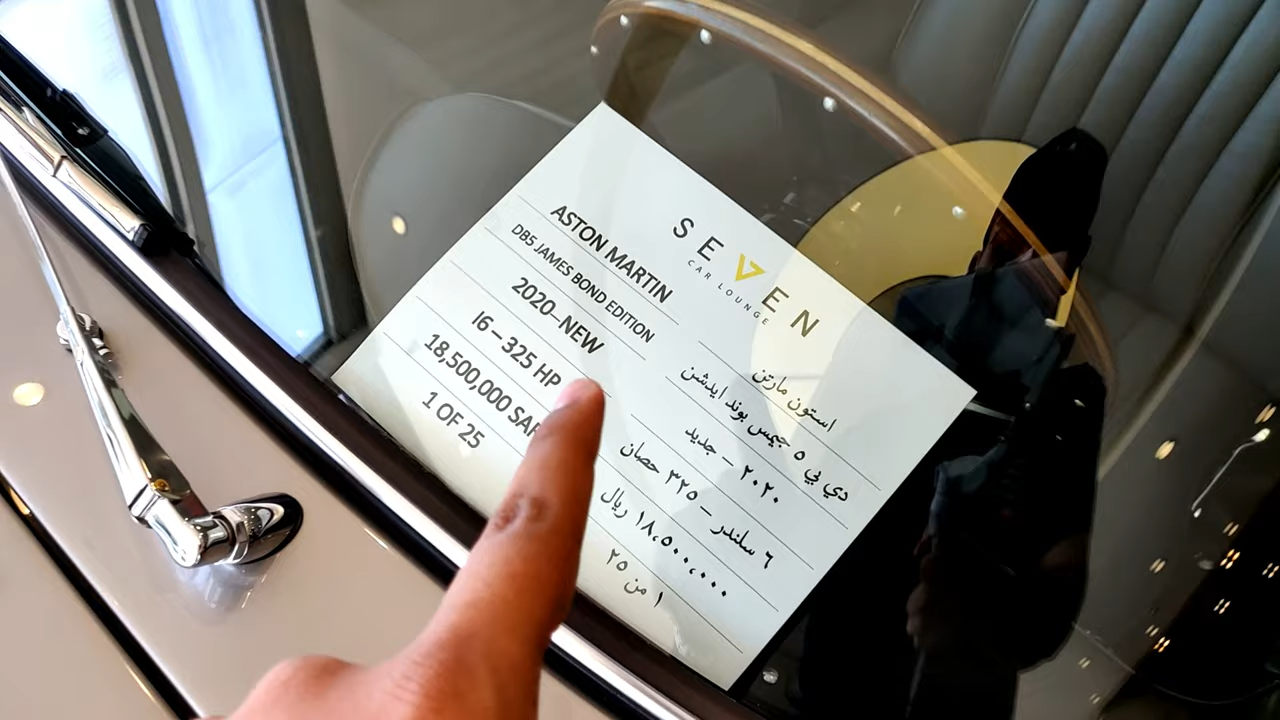 SEVEN
CAR LOUNGE
ASTON MARTIN
DB5 JAMES BOND EDITION
2020-NEW
I6-325 HP
18,500,000 SAR
1 OF 25
استون مارتن
دي بي ٥ جيمس بوند ايدشن
٢٠٢٠ - جديد
٦ سلندر - ٣٢٥ حصان
١٨،٥٠٠،٠٠٠ ريال
١ من ٢٥